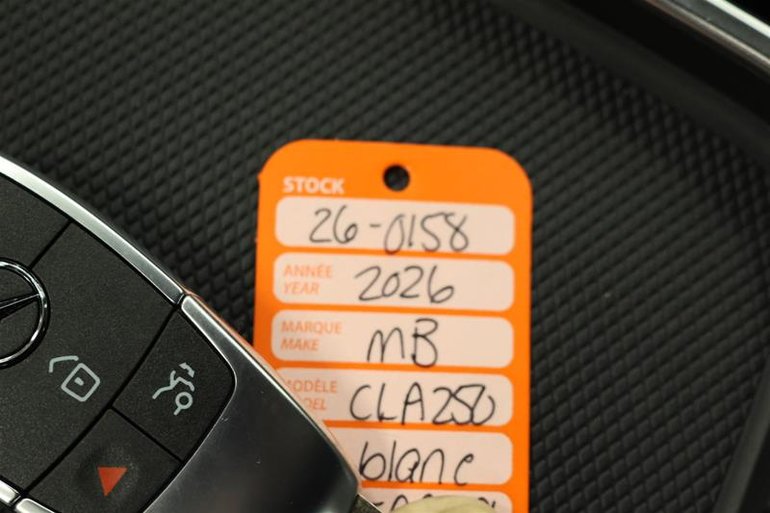 STOCK
26-0158
ANNÉE
YEAR
2026
MARQUE
MAKE
MB
CLA250
blanc